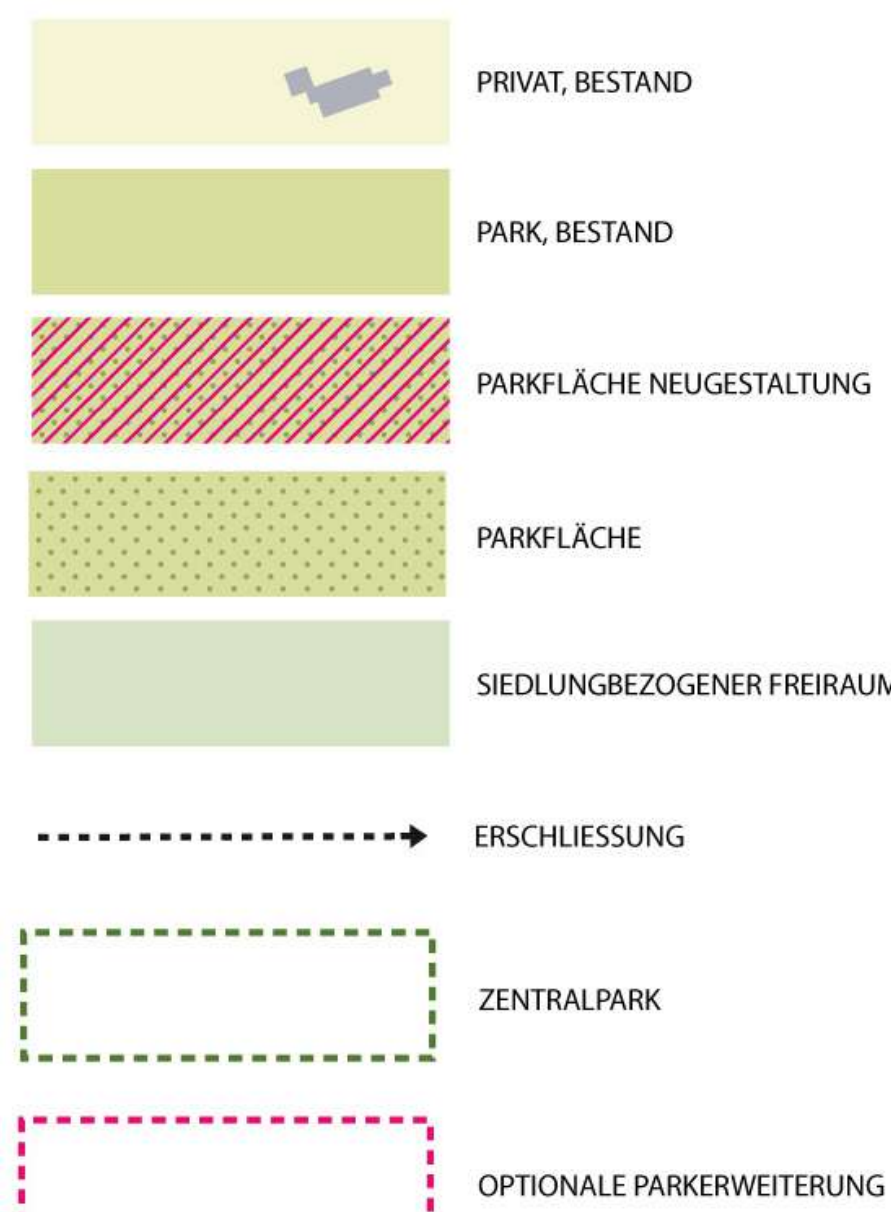 PRIVAT, BESTAND
PARK, BESTAND
PARKFLÄCHE NEUGESTALTUNG
PARKFLÄCHE
SIEDLUNGBEZOGENER FREIRAUM
ERSCHLIESSUNG
ZENTRALPARK
OPTIONALE PARKERWEITERUNG